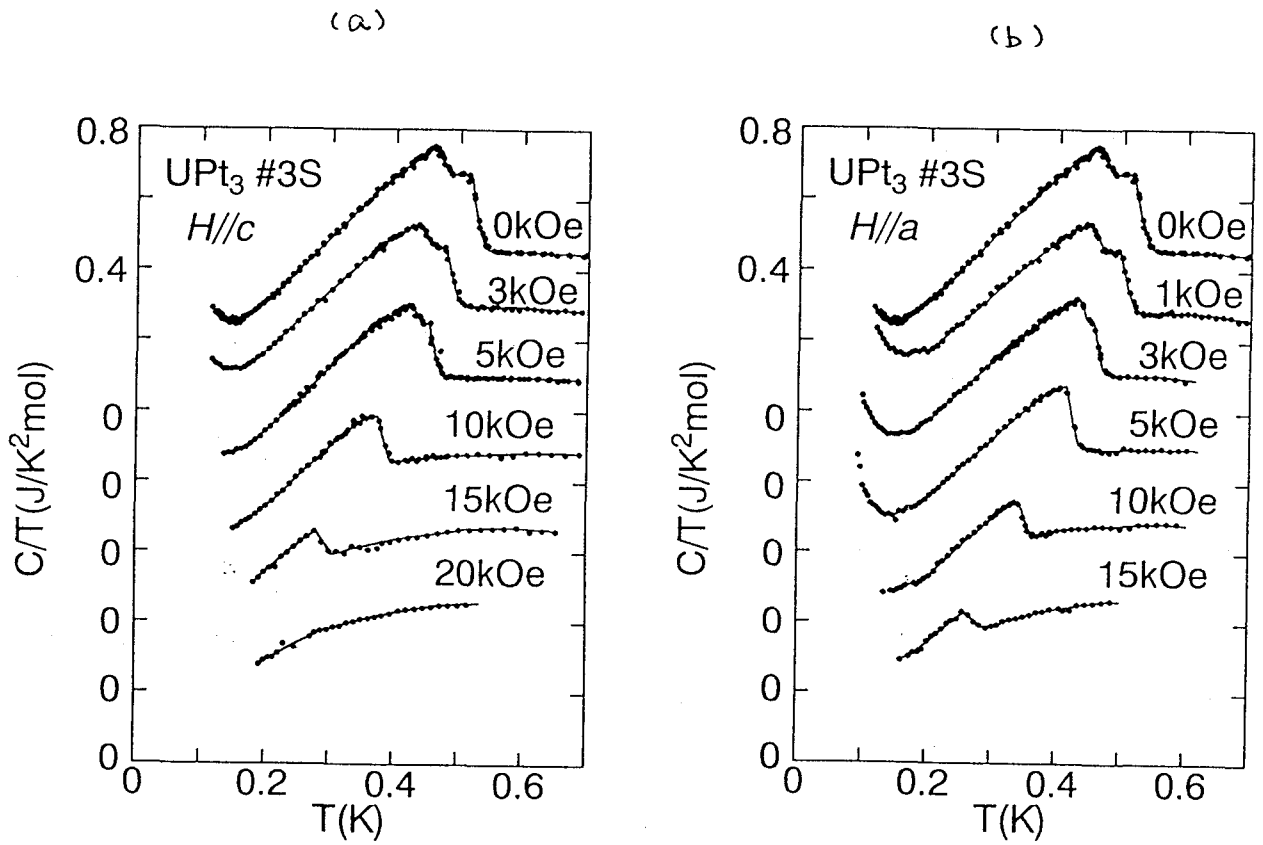 (a)
0.8
UPt₃ #3S
H//c
0kOe
0.4
3kOe
5kOe
0
10kOe
0
15kOe
0
20kOe
0
0
0
C/T(J/K²mol)
0
0.2
0.4
0.6
T(K)
(b)
0.8
UPt₃ #3S
H//a
0kOe
0.4
1kOe
3kOe
0
5kOe
0
10kOe
0
15kOe
0
0
0
C/T(J/K²mol)
0
0.2
0.4
0.6
T(K)